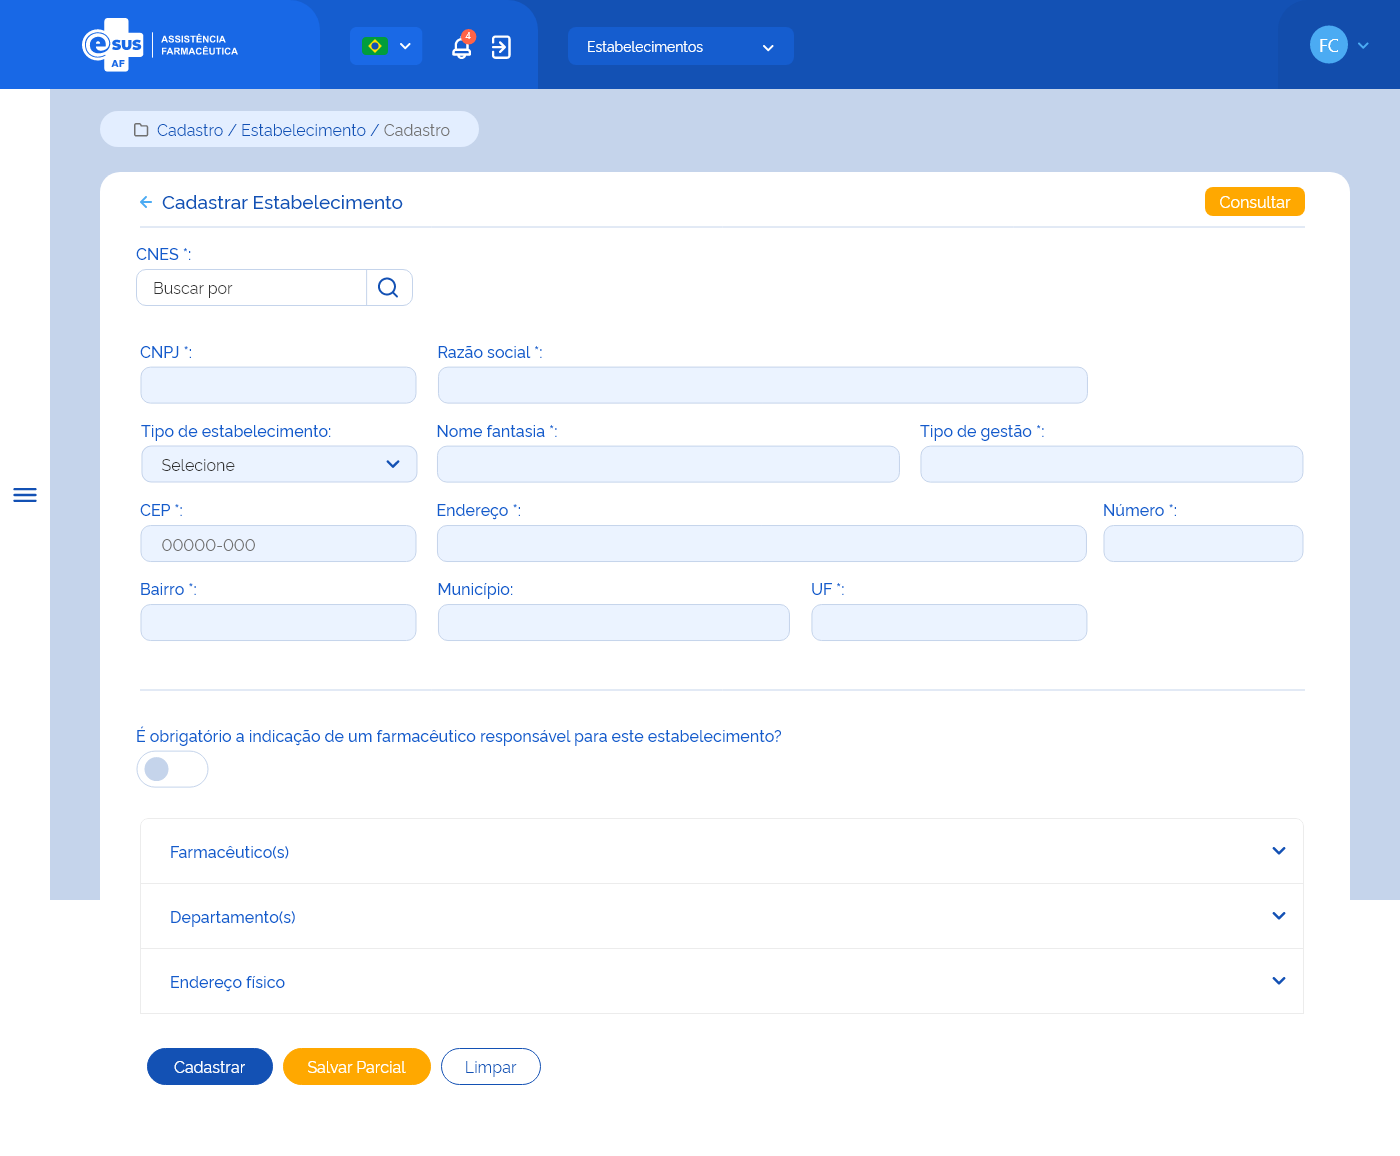 e sus
AF
ASSISTÊNCIA
FARMACÊUTICA
4
Estabelecimentos
FC
Cadastro / Estabelecimento / Cadastro
Cadastrar Estabelecimento
Consultar
CNES *:
Buscar por
CNPJ *:
Razão social *:
Tipo de estabelecimento:
Nome fantasia *:
Tipo de gestão *:
Selecione
CEP *:
Endereço *:
Número *:
00000-000
Bairro *:
Município:
UF *:
É obrigatório a indicação de um farmacêutico responsável para este estabelecimento?
Farmacêutico(s)
Departamento(s)
Endereço físico
Cadastrar
Salvar Parcial
Limpar